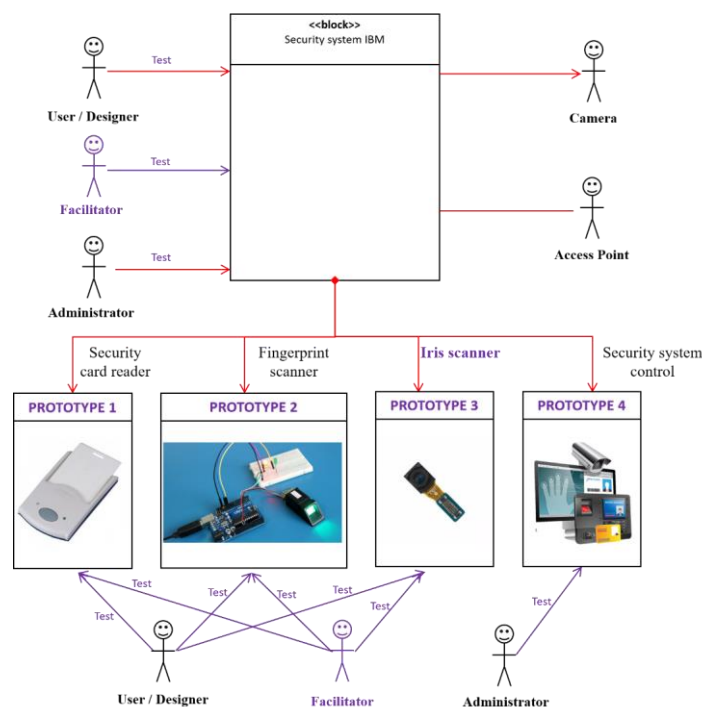 <<block>>
Security system IBM
Test
User / Designer
Test
Facilitator
Test
Administrator
Camera
Access Point
Security
card reader
Fingerprint
scanner
Iris scanner
Security system
control
PROTOTYPE 1
PROTOTYPE 2
PROTOTYPE 3
PROTOTYPE 4
Test
Test
Test
Test
Test
Test
Test
User / Designer
Facilitator
Administrator